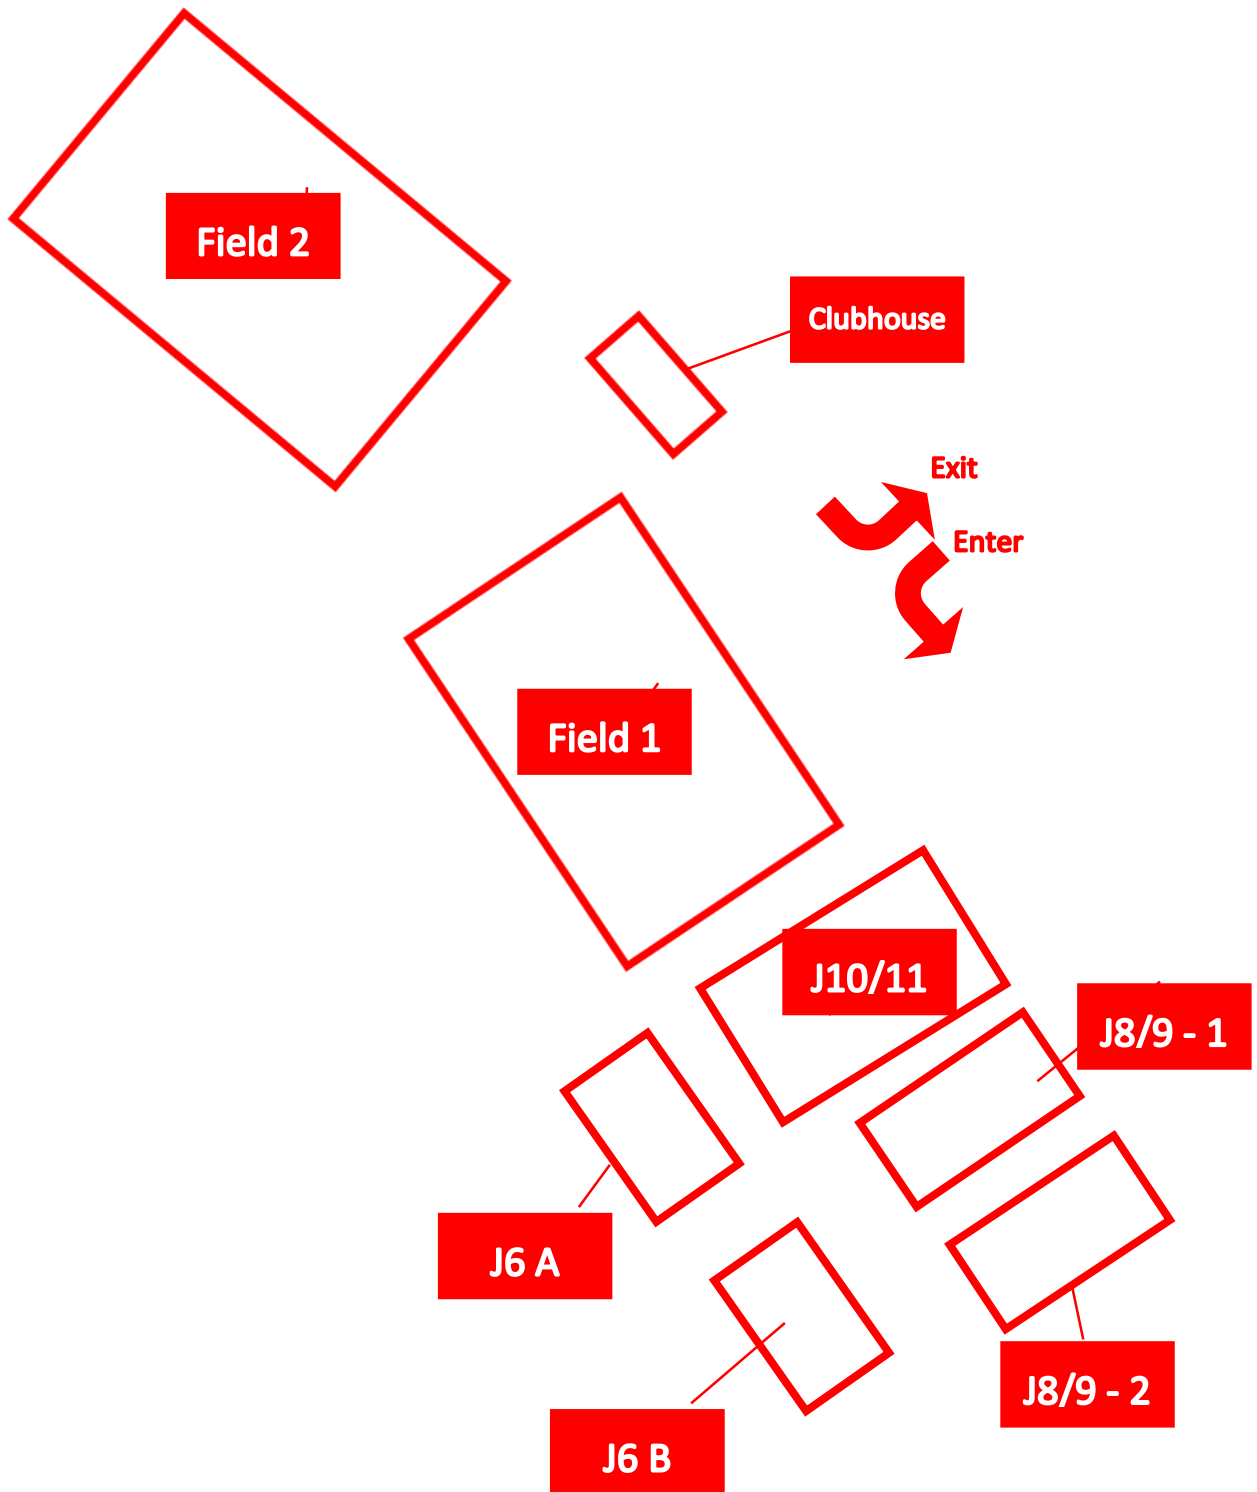 Field 2
Clubhouse
Exit
Enter
Field 1
J10/11
J8/9 - 1
J6 A
J8/9 - 2
J6 B